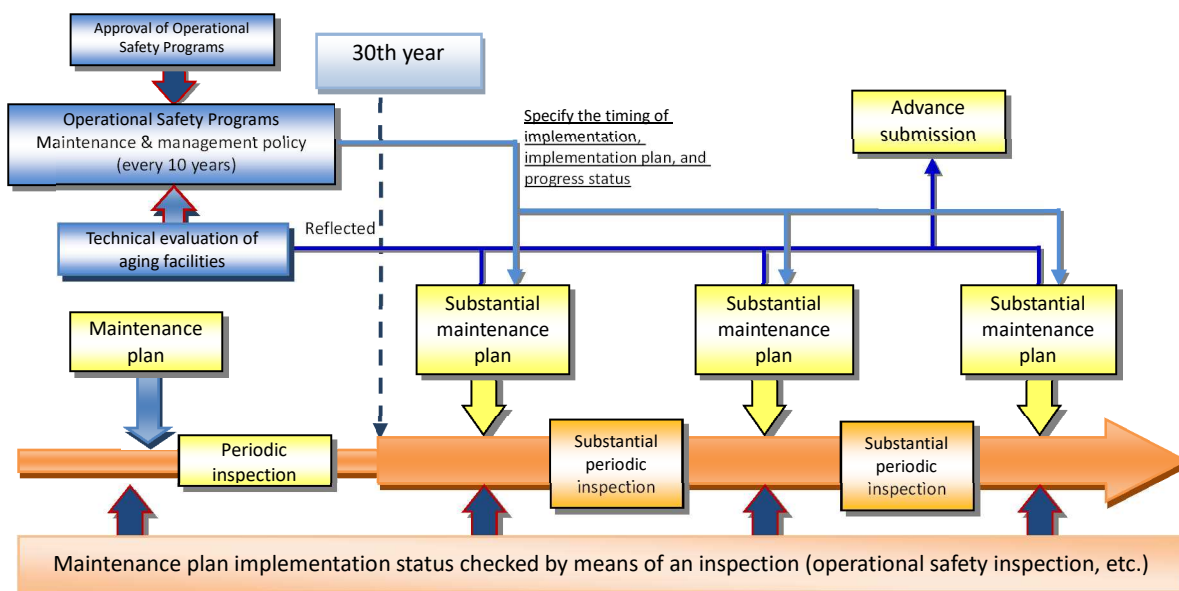 Approval of Operational
Safety Programs
30th year
Operational Safety Programs
Maintenance & management policy
(every 10 years)
Specify the timing of
implementation,
implementation plan, and
progress status
Advance
submission
Technical evaluation of
aging facilities
Reflected
Maintenance
plan
Substantial
maintenance
plan
Substantial
maintenance
plan
Substantial
maintenance
plan
Periodic
inspection
Substantial
periodic
inspection
Substantial
periodic
inspection
Maintenance plan implementation status checked by means of an inspection (operational safety inspection, etc.)